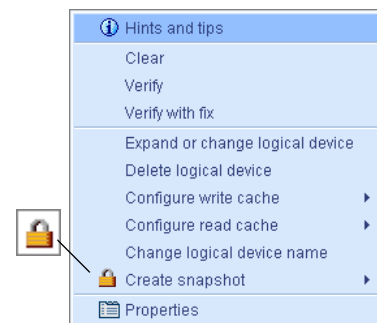 Hints and tips
Clear
Verify
Verify with fix
Expand or change logical device
Delete logical device
Configure write cache
Configure read cache
Change logical device name
Create snapshot
Properties